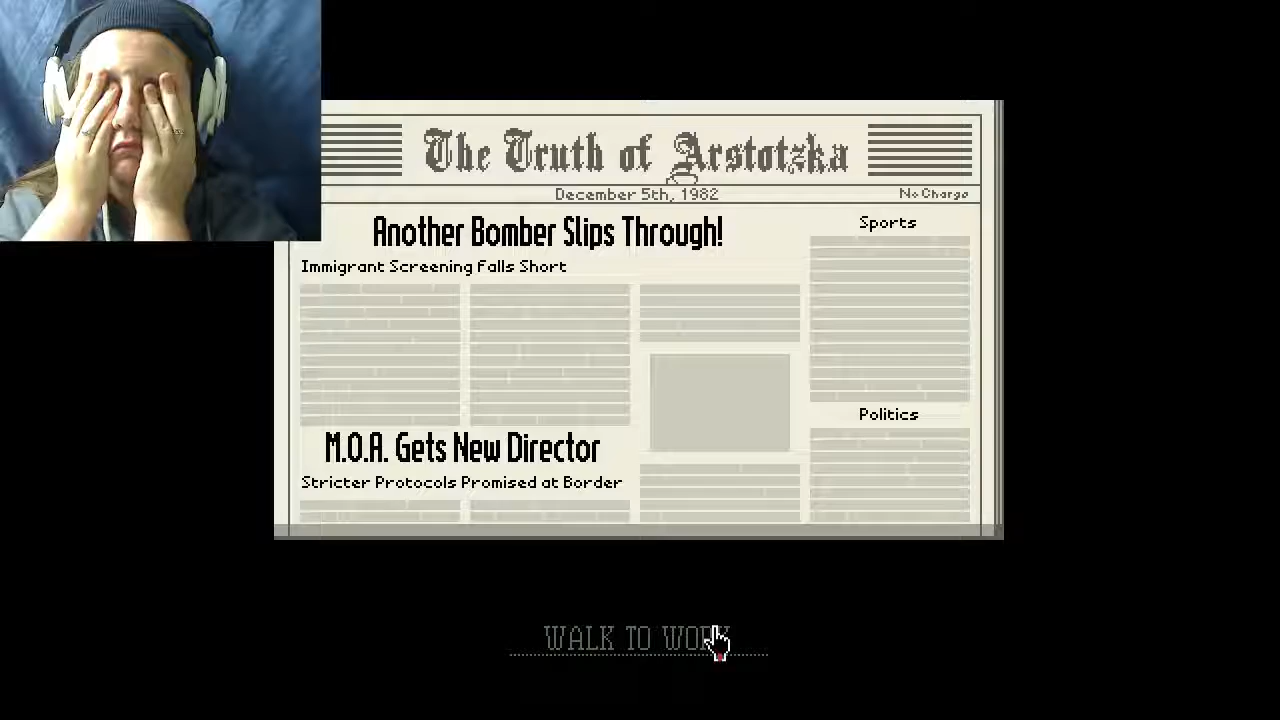 The Truth of Arstotzka
December 5th, 1982
No Charge
Another Bomber Slips Through!
Immigrant Screening Falls Short
Sports
M.O.A. Gets New Director
Stricter Protocols Promised at Border
Politics
WALK TO WORK